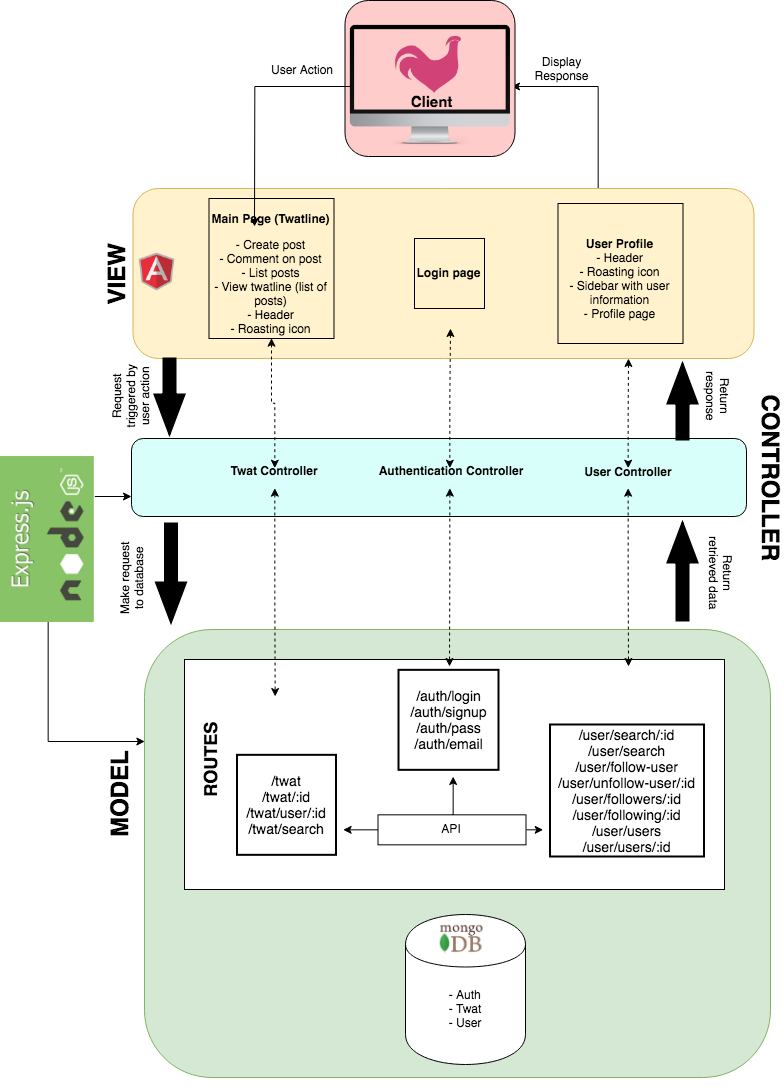 User Action
Display
Response
Client
VIEW
Main Page (Twatline)
- Create post
- Comment on post
- List posts
- View twatline (list of
posts)
- Header
- Roasting icon
Login page
User Profile
- Header
- Roasting icon
- Sidebar with user
information
- Profile page
A
Request
triggered by
user action
Return
response
CONTROLLER
Twat Controller
Authentication Controller
User Controller
Express.js
node
JS
Make request
to database
Return
retrieved data
MODEL
ROUTES
/auth/login
/auth/signup
/auth/pass
/auth/email
/twat
/twat/:id
/twat/user/:id
/twat/search
API
/user/search/:id
/user/search
/user/follow-user
/user/unfollow-user/:id
/user/followers/:id
/user/following/:id
/user/users
/user/users/:id
mongo
DB
- Auth
- Twat
- User